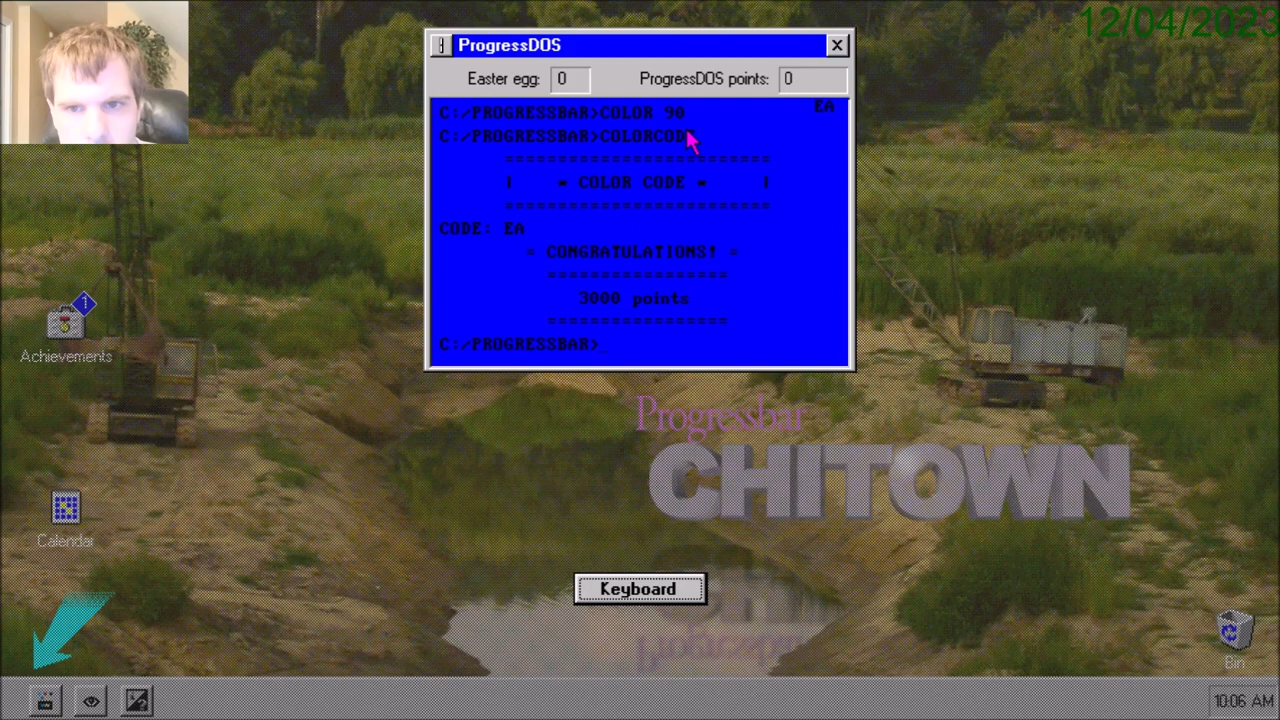 12/04/2023
ProgressDOS
Easter egg: 0 ProgressDOS points: 0
EA
C:/PROGRESSBAR>COLOR 90
C:/PROGRESSBAR>COLORCODE
========================
| = COLOR CODE = |
========================
CODE: EA
= CONGRATULATIONS! =
=================
3000 points
=================
C:/PROGRESSBAR>_
1
Achievements
Progressbar
CHITOWN
Calendar
Keyboard
Bin
10:06 AM